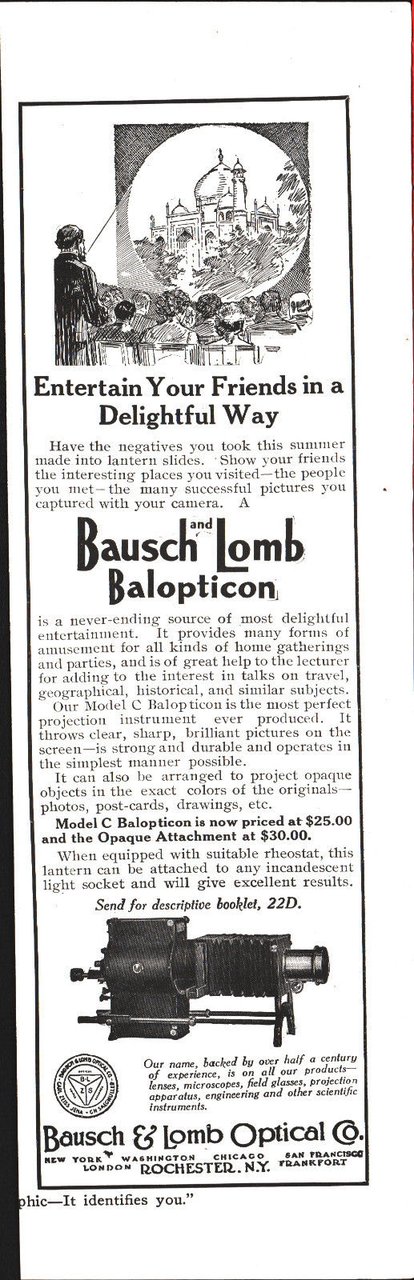 Entertain Your Friends in a
Delightful Way
Have the negatives you took this summer
made into lantern slides. Show your friends
the interesting places you visited—the people
you met—the many successful pictures you
captured with your camera. A
Bausch and Lomb
Balopticon
is a never-ending source of most delightful
entertainment. It provides many forms of
amusement for all kinds of home gatherings
and parties, and is of great help to the lecturer
for adding to the interest in talks on travel,
geographical, historical, and similar subjects.
Our Model C Balopticon is the most perfect
projection instrument ever produced. It
throws clear, sharp, brilliant pictures on the
screen—is strong and durable and operates in
the simplest manner possible.
It can also be arranged to project opaque
objects in the exact colors of the originals—
photos, post-cards, drawings, etc.
Model C Balopticon is now priced at $25.00
and the Opaque Attachment at $30.00.
When equipped with suitable rheostat, this
lantern can be attached to any incandescent
light socket and will give excellent results.
Send for descriptive booklet, 22D.
Our name, backed by over half a century
of experience, is on all our products—
lenses, microscopes, field glasses, projection
apparatus, engineering and other scientific
instruments.
BAUSCH & LOMB OPTICAL CO.
CARL ZEISS JENA
B-L
Z S
Bausch & Lomb Optical Co.
NEW YORK WASHINGTON CHICAGO SAN FRANCISCO
LONDON ROCHESTER, N.Y. FRANKFORT
phic—It identifies you."